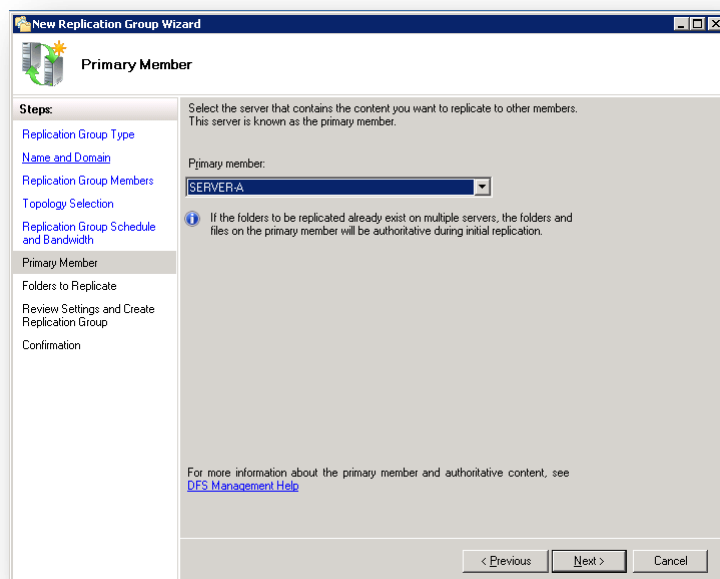 New Replication Group Wizard
Primary Member
Steps:
Replication Group Type
Name and Domain
Replication Group Members
Topology Selection
Replication Group Schedule
and Bandwidth
Primary Member
Folders to Replicate
Review Settings and Create
Replication Group
Confirmation
Select the server that contains the content you want to replicate to other members.
This server is known as the primary member.
Primary member:
SERVER-A
If the folders to be replicated already exist on multiple servers, the folders and
files on the primary member will be authoritative during initial replication.
For more information about the primary member and authoritative content, see
DFS Management Help
< Previous
Next >
Cancel